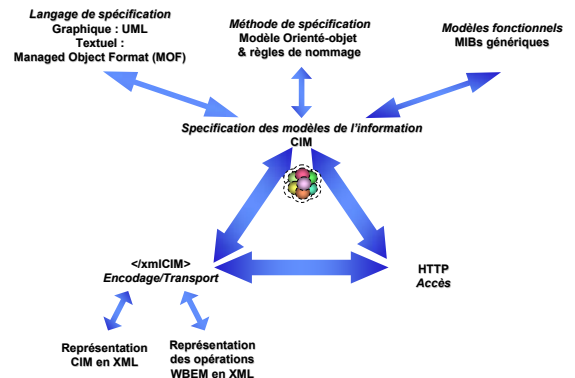 Langage de spécification
Graphique : UML
Textuel :
Managed Object Format (MOF)
Méthode de spécification
Modèle Orienté-objet
& règles de nommage
Modèles fonctionnels
MIBs génériques
Specification des modèles de l'information
CIM
</xmlCIM>
Encodage/Transport
HTTP
Accès
Représentation
CIM en XML
Représentation
des opérations
WBEM en XML